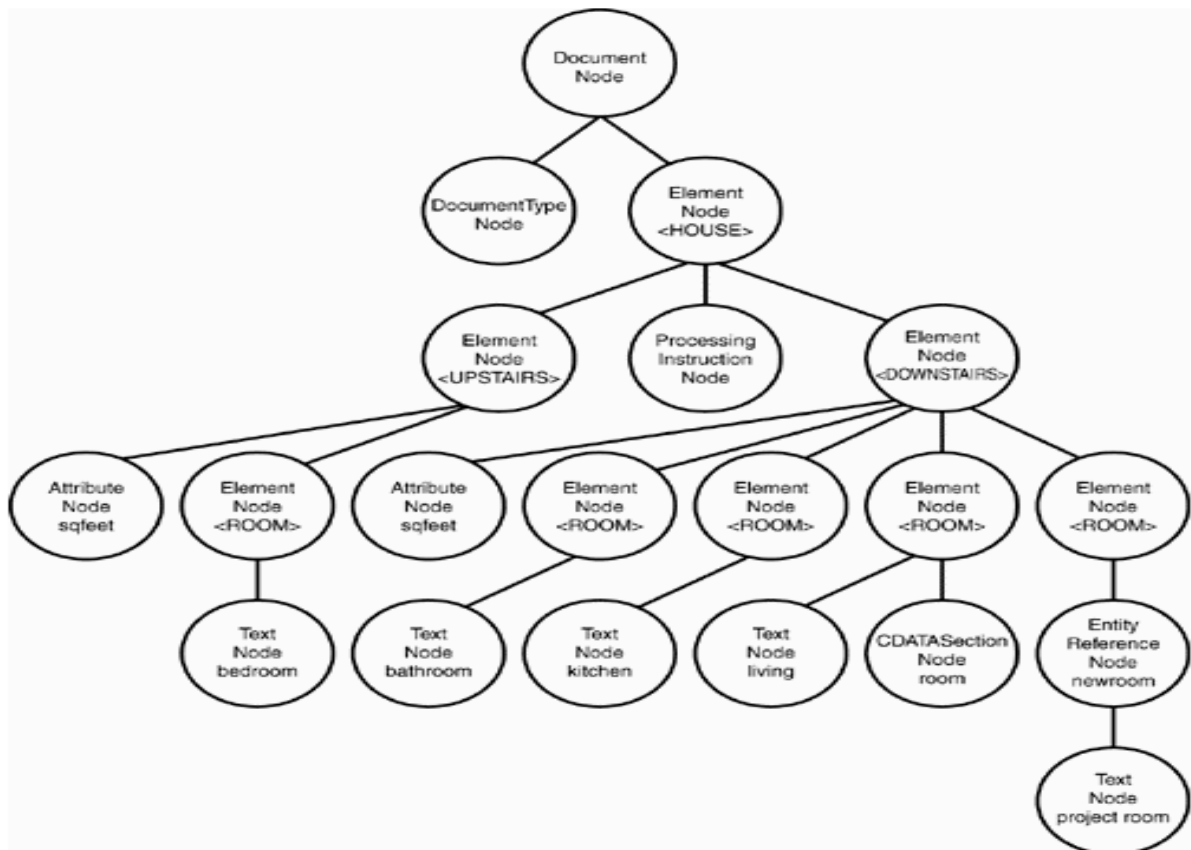 Document
Node
DocumentType
Node
Element
Node
<HOUSE>
Element
Node
<UPSTAIRS>
Processing
Instruction
Node
Element
Node
<DOWNSTAIRS>
Attribute
Node
sqfeet
Element
Node
<ROOM>
Attribute
Node
sqfeet
Element
Node
<ROOM>
Element
Node
<ROOM>
Element
Node
<ROOM>
Element
Node
<ROOM>
Text
Node
bedroom
Text
Node
bathroom
Text
Node
kitchen
Text
Node
living
CDATASection
Node
room
Entity
Reference
Node
newroom
Text
Node
project room